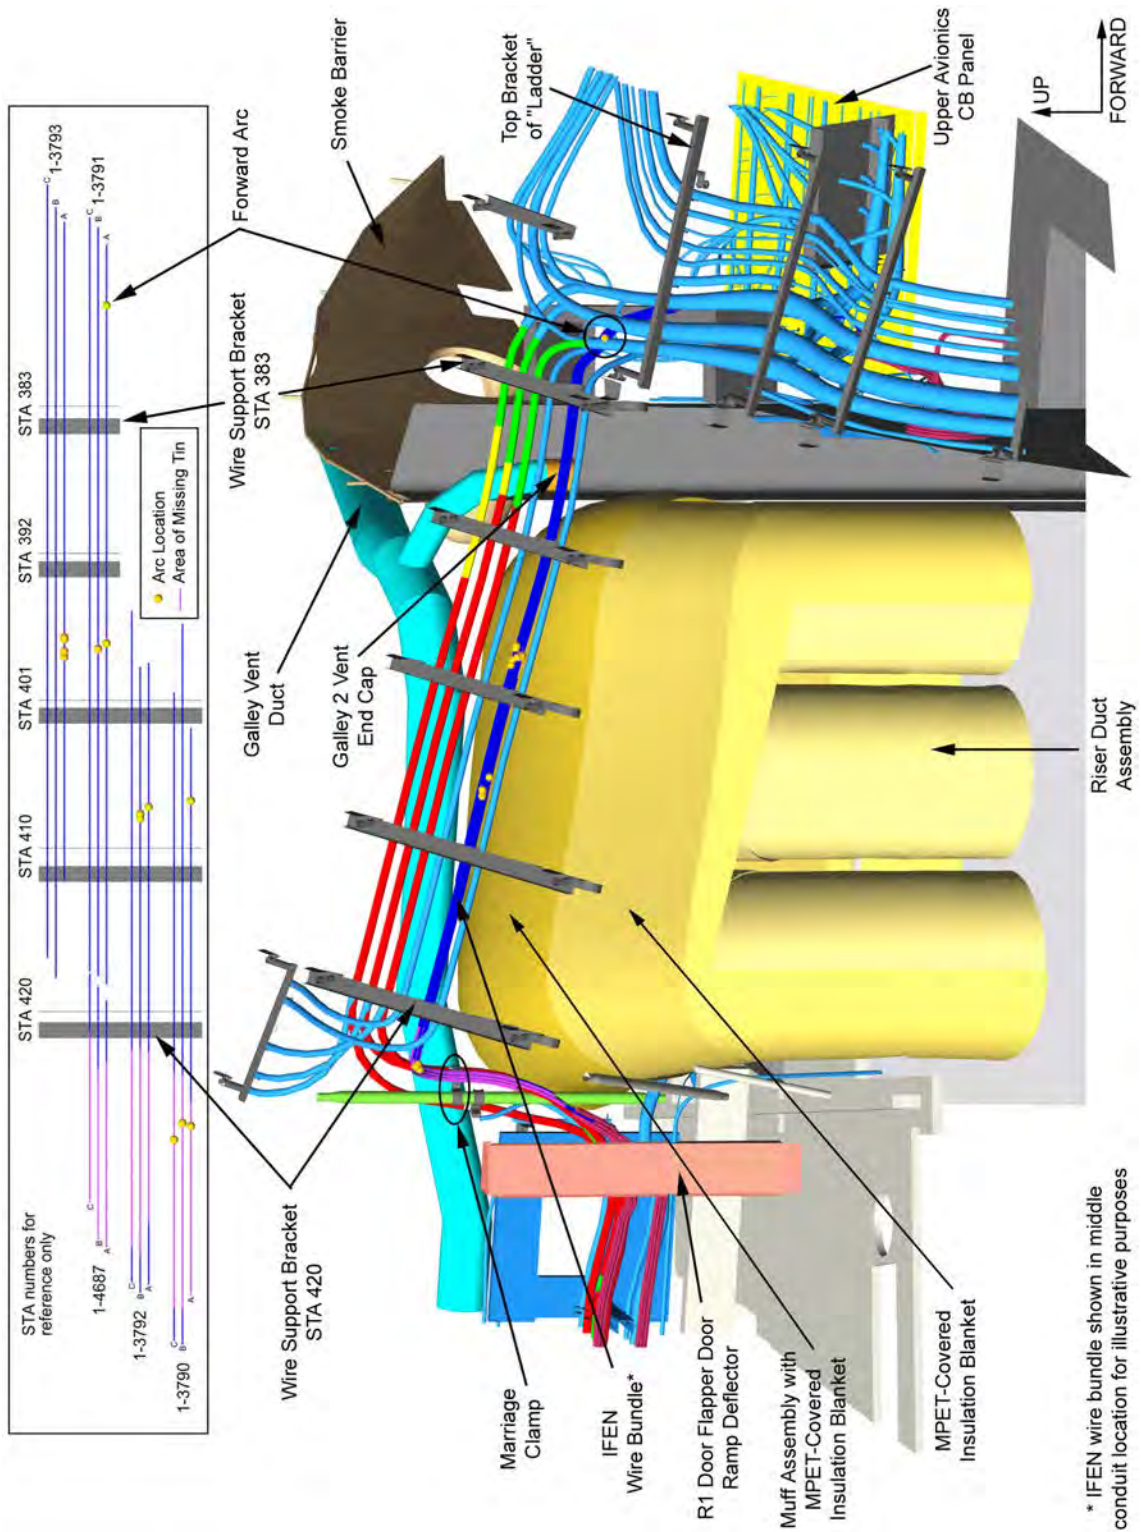 STA numbers for
reference only
STA 420
STA 410
STA 401
STA 392
STA 383
C
1-3793
B
A
C
1-3791
B
A
C
B
A
1-4687
C
B
A
1-3792
C
B
A
1-3790
Arc Location
Area of Missing Tin
Wire Support Bracket
STA 420
Galley Vent
Duct
Wire Support Bracket
STA 383
Forward Arc
Smoke Barrier
Galley 2 Vent
End Cap
Top Bracket
of "Ladder"
Upper Avionics
CB Panel
UP
FORWARD
Marriage
Clamp
IFEN
Wire Bundle*
R1 Door Flapper Door
Ramp Deflector
Muff Assembly with
MPET-Covered
Insulation Blanket
MPET-Covered
Insulation Blanket
Riser Duct
Assembly
* IFEN wire bundle shown in middle
conduit location for illustrative purposes